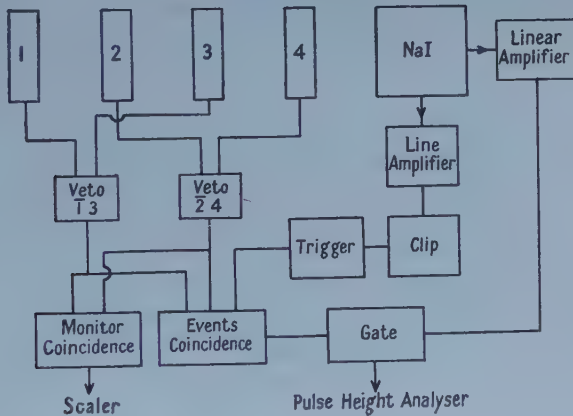 1
2
3
4
NaI
Linear
Amplifier
Line
Amplifier
Veto
1̅ 3
Veto
2̅ 4
Trigger
Clip
Monitor
Coincidence
Events
Coincidence
Gate
Scaler
Pulse Height Analyser